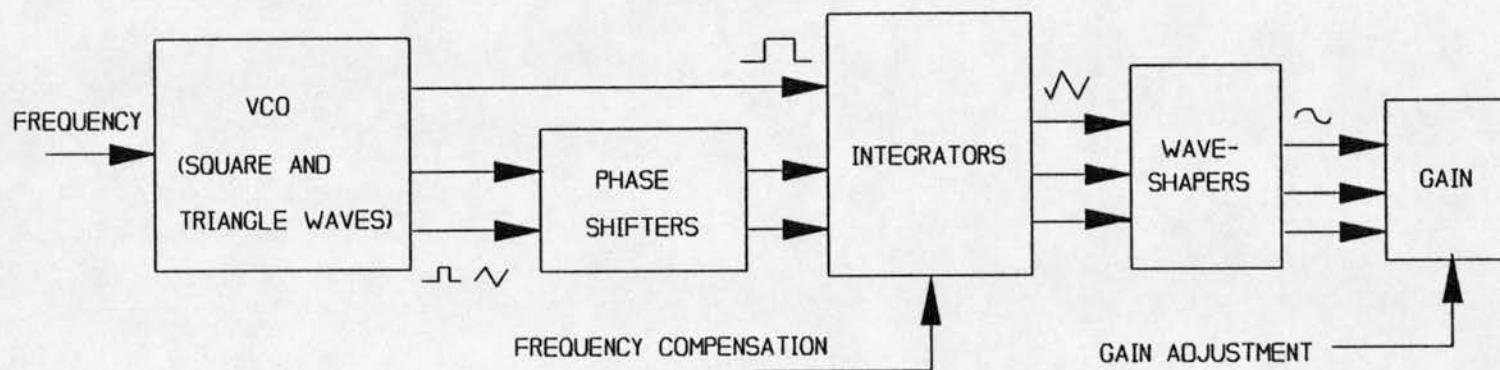 FREQUENCY
VCO
(SQUARE AND
TRIANGLE WAVES)
PHASE
SHIFTERS
INTEGRATORS
WAVE-
SHAPERS
GAIN
FREQUENCY COMPENSATION
GAIN ADJUSTMENT